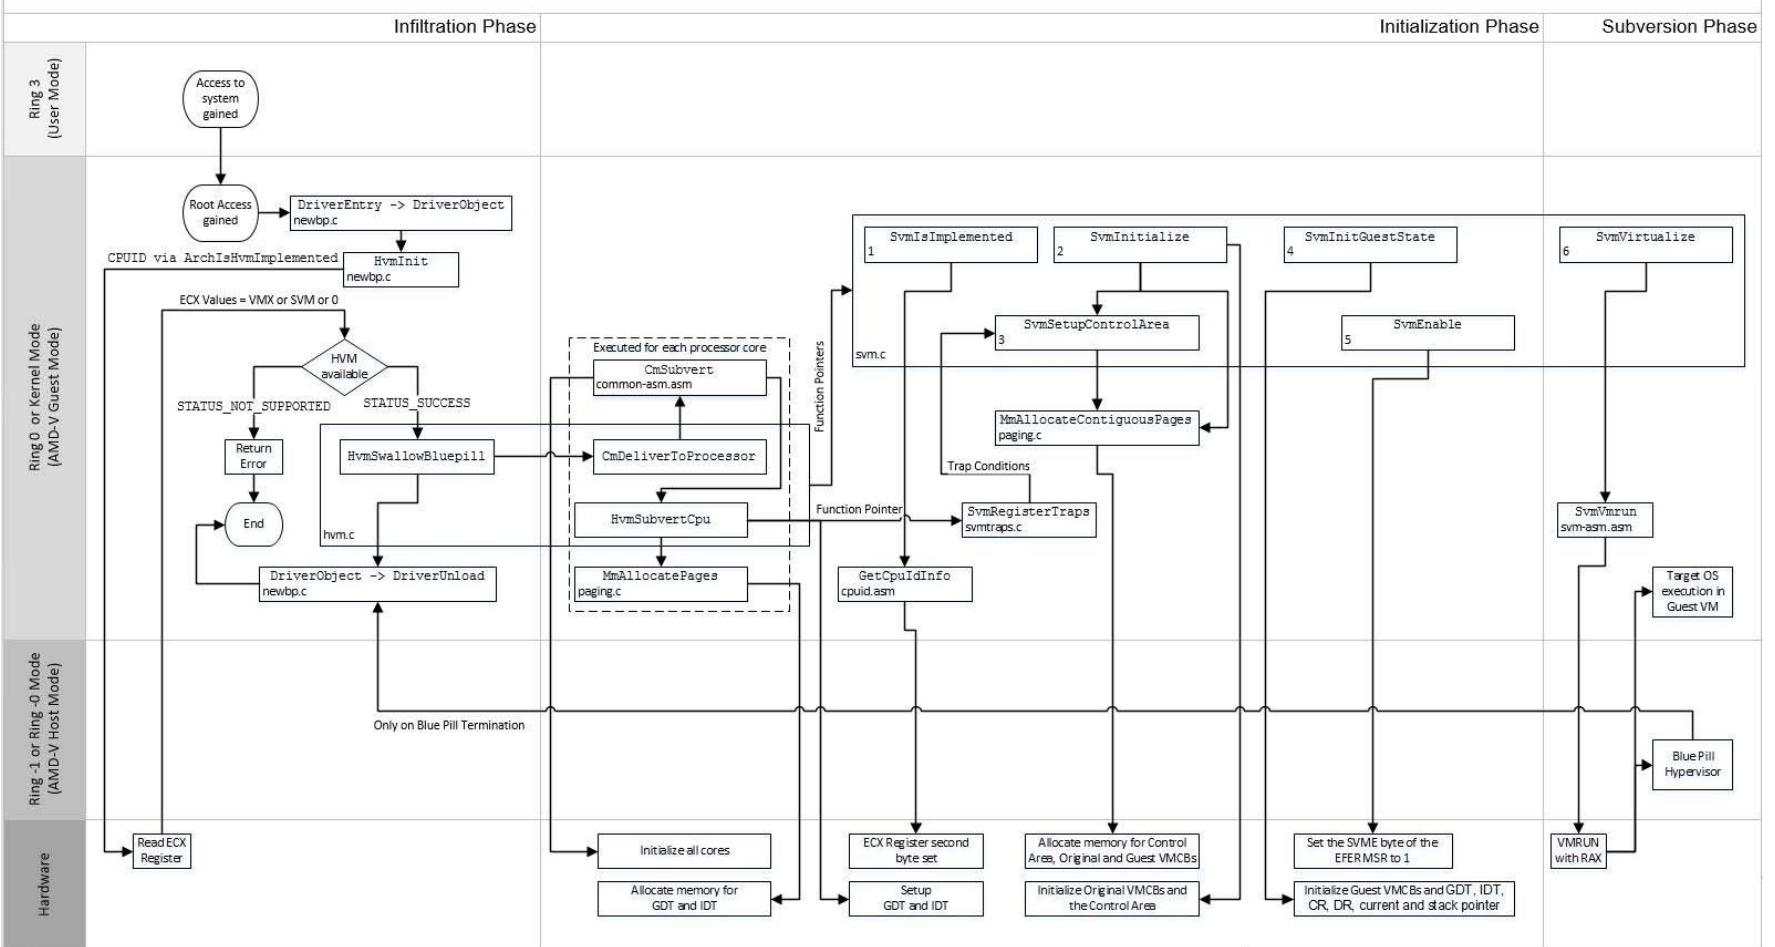 Infiltration Phase
Initialization Phase
Subversion Phase
Ring 3
(User Mode)
Access to
system
gained
Ring 0 or Kernel Mode
(AMD-V Guest Mode)
Root Access
gained
DriverEntry -> DriverObject
newbp.c
CPUID via ArchIsHvmImplemented
HvmInit
newbp.c
ECX Values = VMX or SVM or 0
HVM
available
STATUS_NOT_SUPPORTED
STATUS_SUCCESS
Return
Error
End
HvmSwallowBluepill
hvm.c
DriverObject -> DriverUnload
newbp.c
Executed for each processor core
CmSubvert
common-asm.asm
CmDeliverToProcessor
HvmSubvertCpu
MmAllocatePages
paging.c
Function Pointers
Function Pointer
SvmIsImplemented
1
SvmInitialize
2
SvmInitGuestState
4
SvmVirtualize
6
SvmSetupControlArea
3
SvmEnable
5
svm.c
MmAllocateContiguousPages
paging.c
Trap Conditions
SvmRegisterTraps
svmtraps.c
SvmVmrun
svm-asm.asm
GetCpuIdInfo
cpuid.asm
Target OS
execution in
Guest VM
Ring -1 or Ring -0 Mode
(AMD-V Host Mode)
Only on Blue Pill Termination
Blue Pill
Hypervisor
Hardware
Read ECX
Register
Initialize all cores
ECX Register second
byte set
Allocate memory for Control
Area, Original and Guest VMCBs
Set the SVME byte of the
EFER MSR to 1
VMRUN
with RAX
Allocate memory for
GDT and IDT
Setup
GDT and IDT
Initialize Original VMCBs and
the Control Area
Initialize Guest VMCBs and GDT, IDT,
CR, DR, current and stack pointer